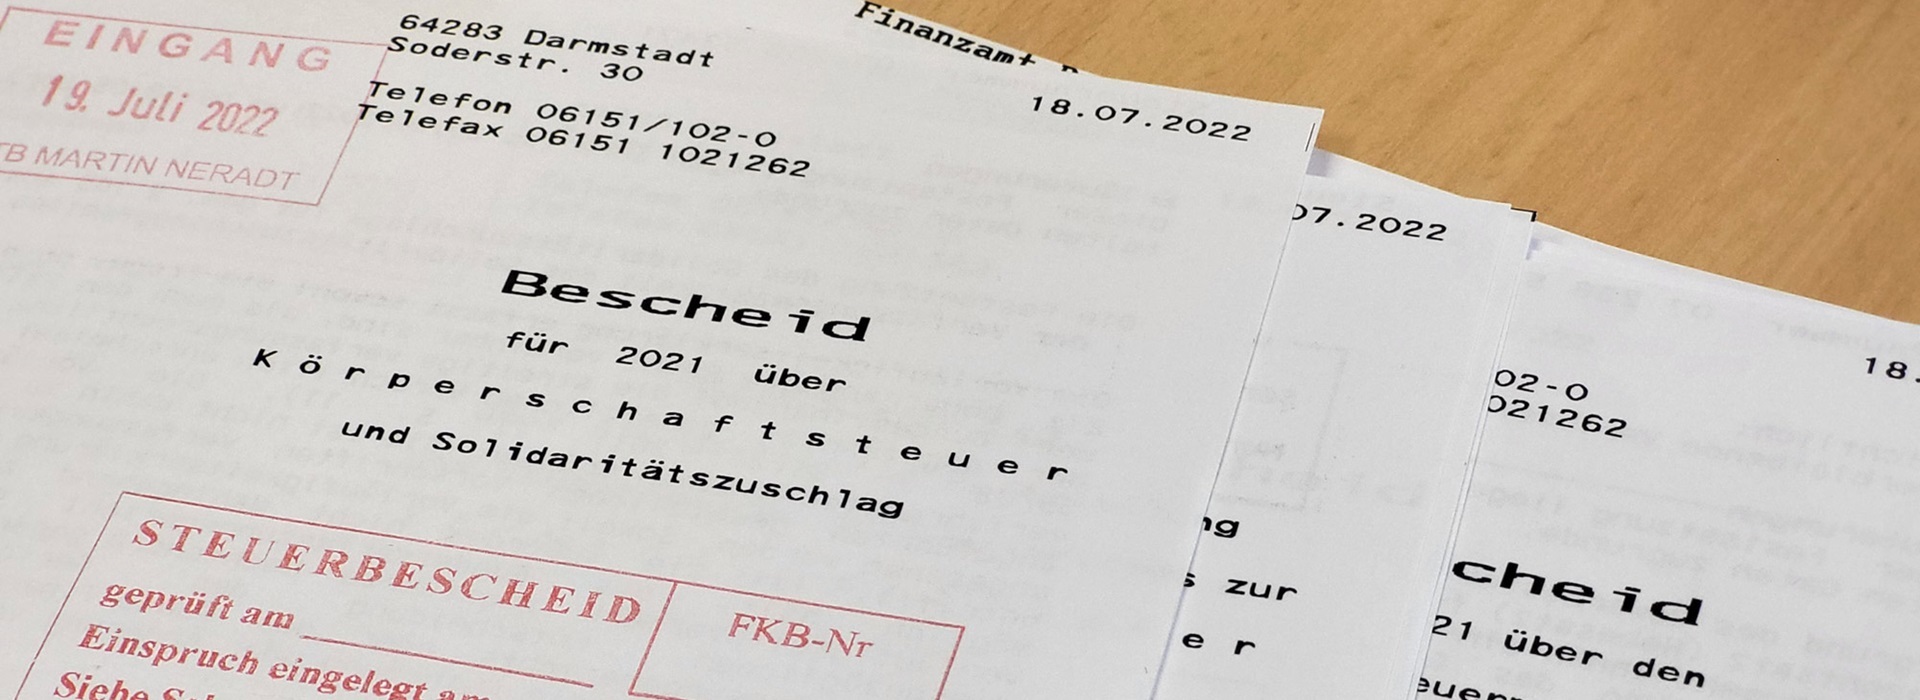 EINGANG
19. Juli 2022
MARTIN NERADT
64283 Darmstadt
Soderstr. 30
Telefon 06151/102-0
Telefax 06151 1021262
Finanzamt
18.07.2022
Bescheid
für 2021 über
Körperschaftsteuer
und Solidaritätszuschlag
STEUERBESCHEID
geprüft am
Einspruch eingelegt am
Siehe
FKB-Nr
07.2022
ng
s zur
er
18.
02-0
021262
cheid
21 über den